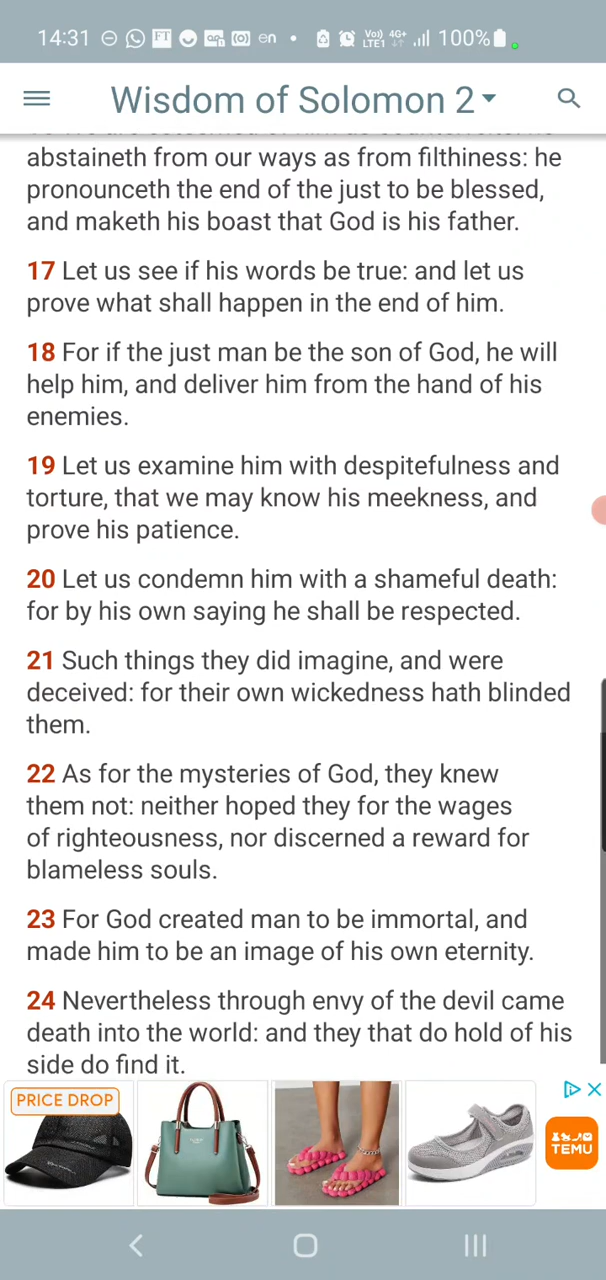 14:31 FT en • Vo)) LTE1 4G+ 100%
Wisdom of Solomon 2
abstaineth from our ways as from filthiness: he
pronounceth the end of the just to be blessed,
and maketh his boast that God is his father.
17 Let us see if his words be true: and let us
prove what shall happen in the end of him.
18 For if the just man be the son of God, he will
help him, and deliver him from the hand of his
enemies.
19 Let us examine him with despitefulness and
torture, that we may know his meekness, and
prove his patience.
20 Let us condemn him with a shameful death:
for by his own saying he shall be respected.
21 Such things they did imagine, and were
deceived: for their own wickedness hath blinded
them.
22 As for the mysteries of God, they knew
them not: neither hoped they for the wages
of righteousness, nor discerned a reward for
blameless souls.
23 For God created man to be immortal, and
made him to be an image of his own eternity.
24 Nevertheless through envy of the devil came
death into the world: and they that do hold of his
side do find it.
PRICE DROP
TEMU